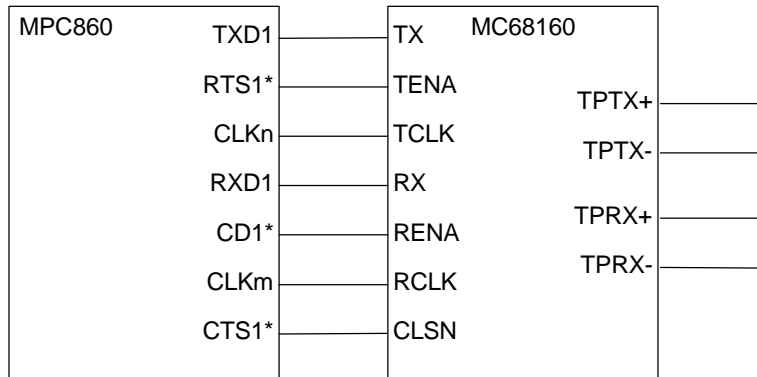 MPC860 MC68160
TXD1 TX
RTS1* TENA
TPTX+
CLKn TCLK
TPTX-
RXD1 RX
TPRX+
CD1* RENA
TPRX-
CLKm RCLK
CTS1* CLSN